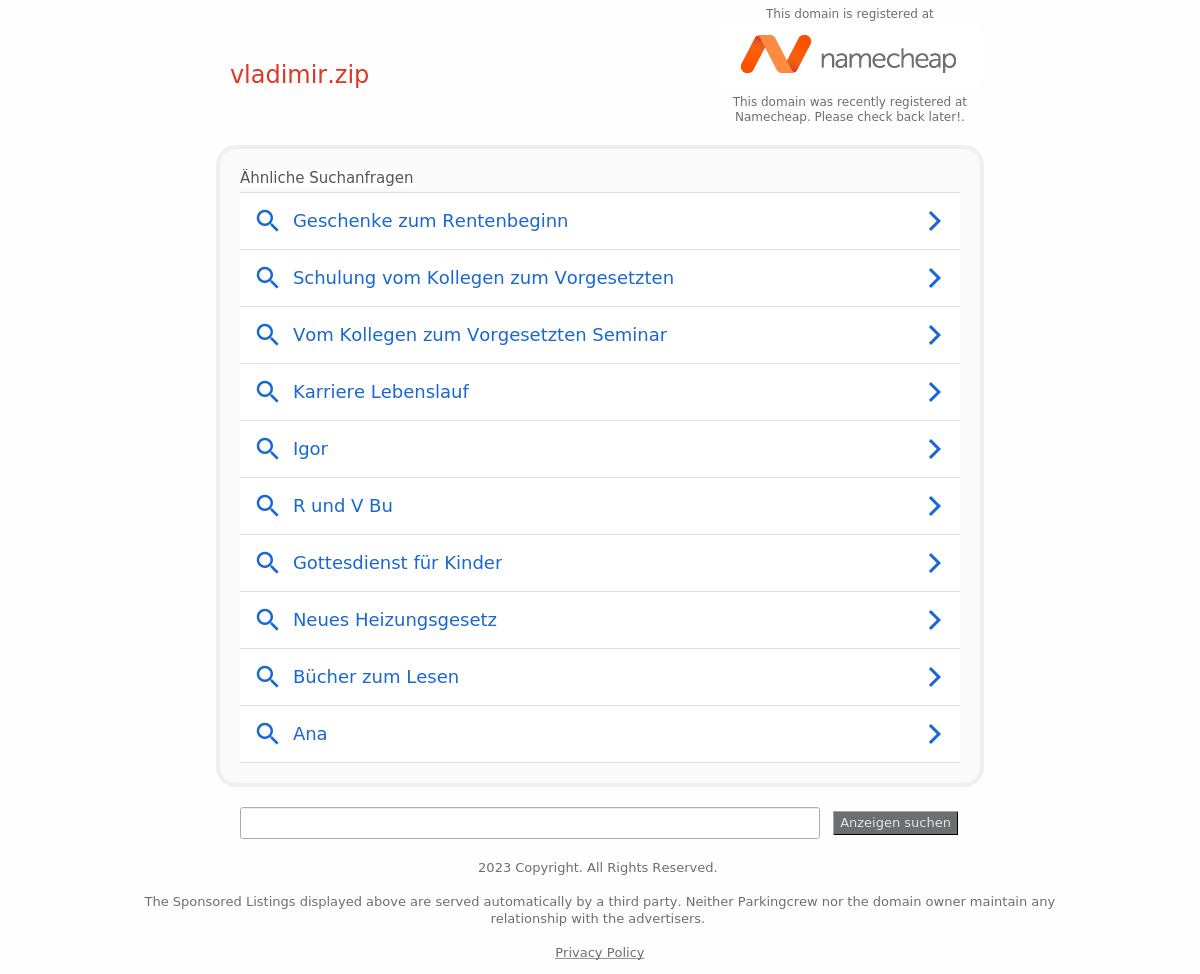 This domain is registered at
namecheap
vladimir.zip
This domain was recently registered at
Namecheap. Please check back later!.
Ähnliche Suchanfragen
Geschenke zum Rentenbeginn
Schulung vom Kollegen zum Vorgesetzten
Vom Kollegen zum Vorgesetzten Seminar
Karriere Lebenslauf
Igor
R und V Bu
Gottesdienst für Kinder
Neues Heizungsgesetz
Bücher zum Lesen
Ana
Anzeigen suchen
2023 Copyright. All Rights Reserved.
The Sponsored Listings displayed above are served automatically by a third party. Neither Parkingcrew nor the domain owner maintain any
relationship with the advertisers.
Privacy Policy